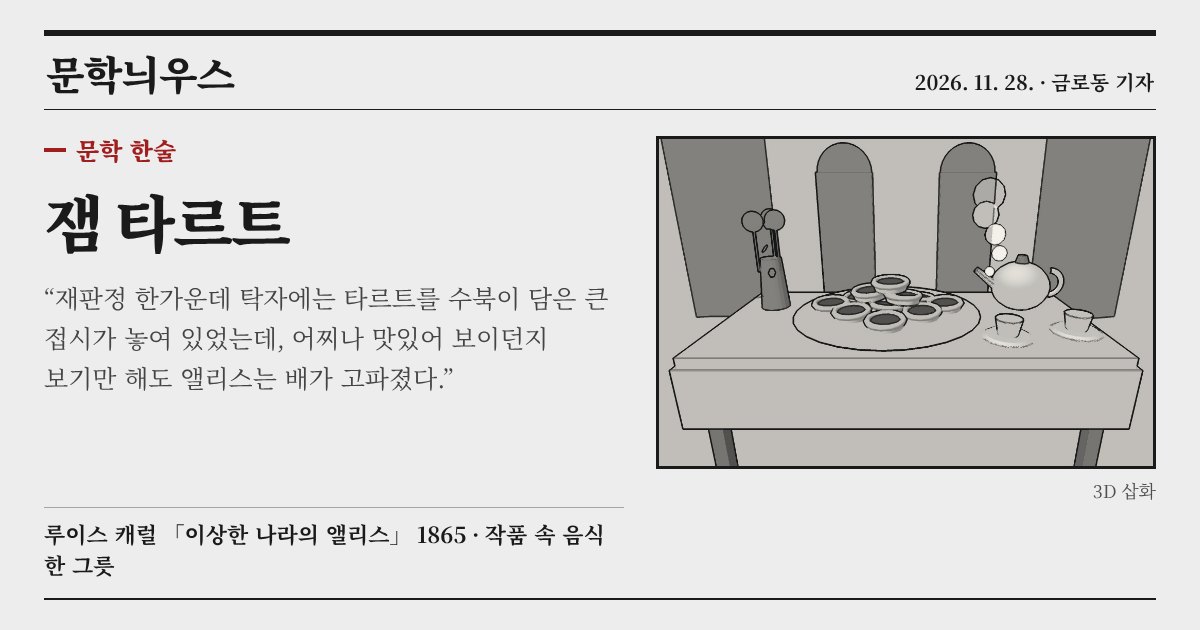 문학늬우스
2026. 11. 28. · 금로동 기자
문학 한술
잼 타르트
“재판정 한가운데 탁자에는 타르트를 수북이 담은 큰
접시가 놓여 있었는데, 어찌나 맛있어 보이던지
보기만 해도 앨리스는 배가 고파졌다.”
3D 삽화
루이스 캐럴 「이상한 나라의 앨리스」 1865 · 작품 속 음식
한 그릇